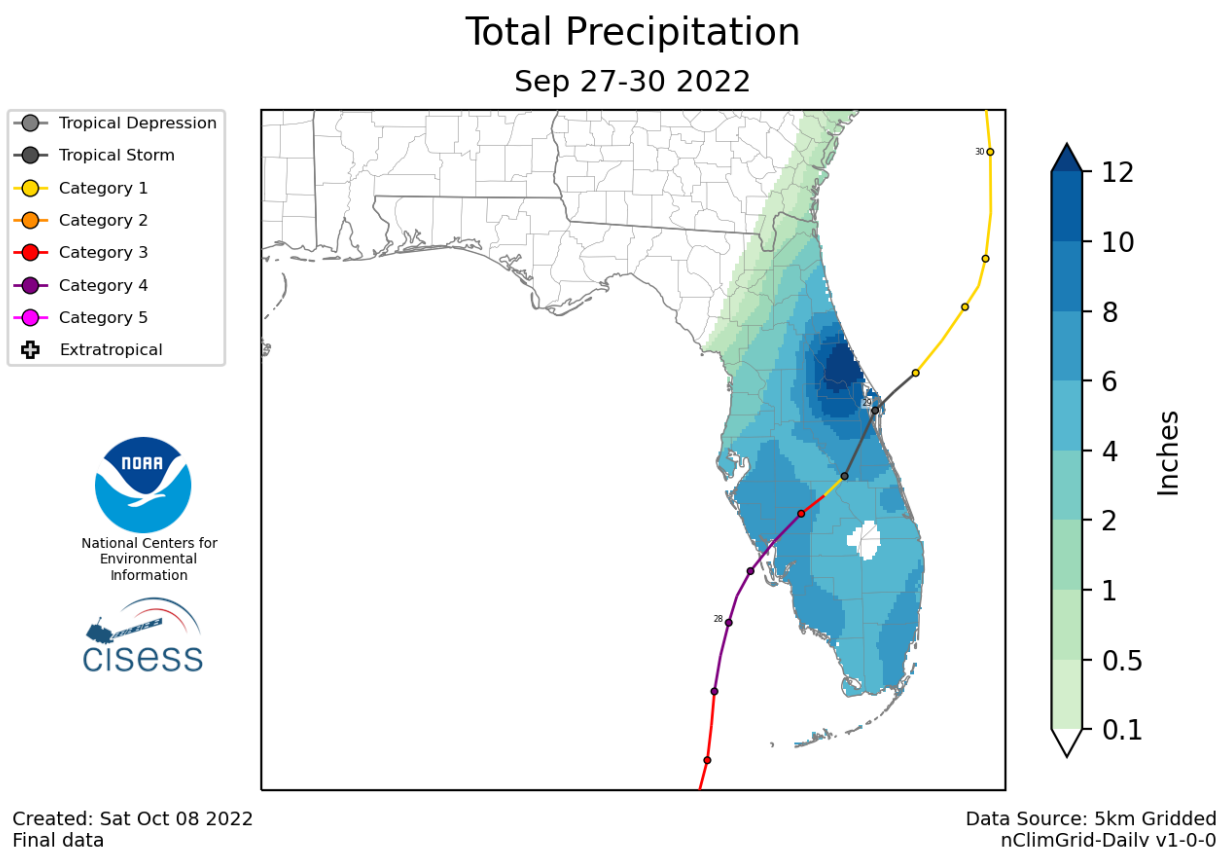 Total Precipitation
Sep 27-30 2022
Tropical Depression
Tropical Storm
Category 1
Category 2
Category 3
Category 4
Category 5
Extratropical
30
29
28
12
10
8
6
4
2
1
0.5
0.1
Inches
NOAA
National Centers for
Environmental
Information
cisess
Created: Sat Oct 08 2022
Final data
Data Source: 5km Gridded
nClimGrid-Daily v1-0-0